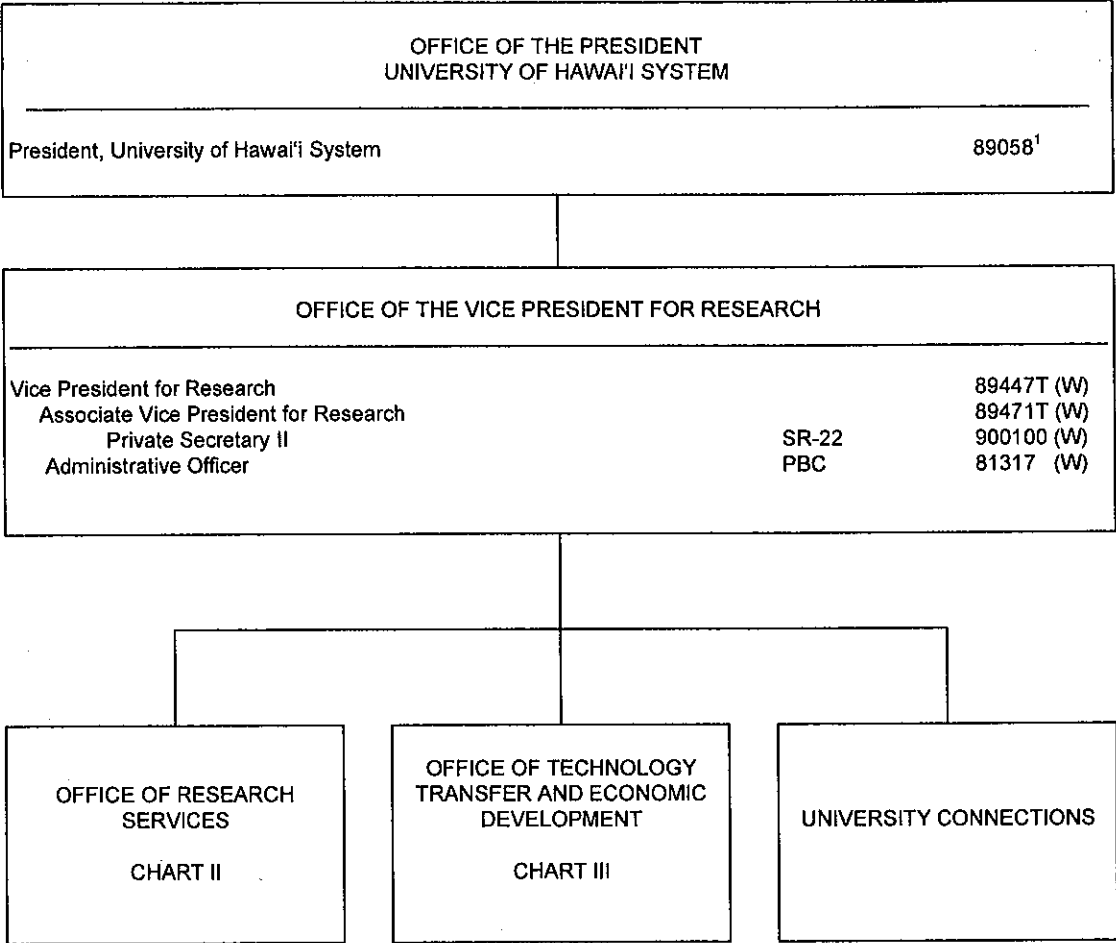 OFFICE OF THE PRESIDENT
UNIVERSITY OF HAWAI'I SYSTEM
President, University of Hawai'i System 89058¹
OFFICE OF THE VICE PRESIDENT FOR RESEARCH
Vice President for Research 89447T (W)
Associate Vice President for Research 89471T (W)
Private Secretary II SR-22 900100 (W)
Administrative Officer PBC 81317 (W)
OFFICE OF RESEARCH
SERVICES
CHART II
OFFICE OF TECHNOLOGY
TRANSFER AND ECONOMIC
DEVELOPMENT
CHART III
UNIVERSITY CONNECTIONS